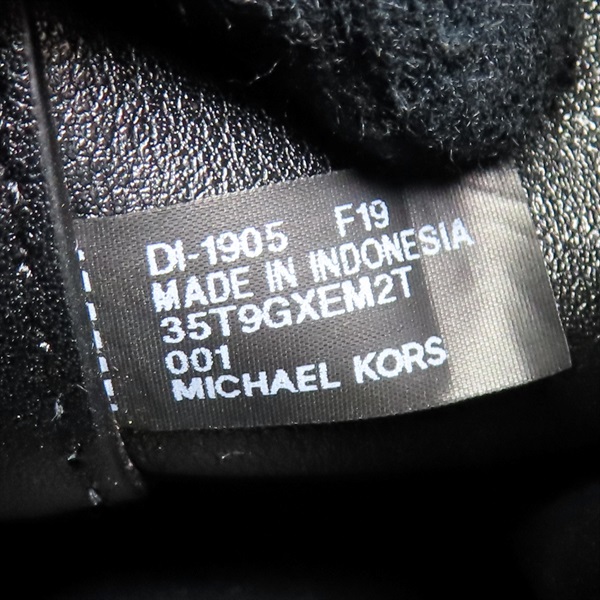 DI-1905 F19
MADE IN INDONESIA
35T9GXEM2T
001
MICHAEL KORS